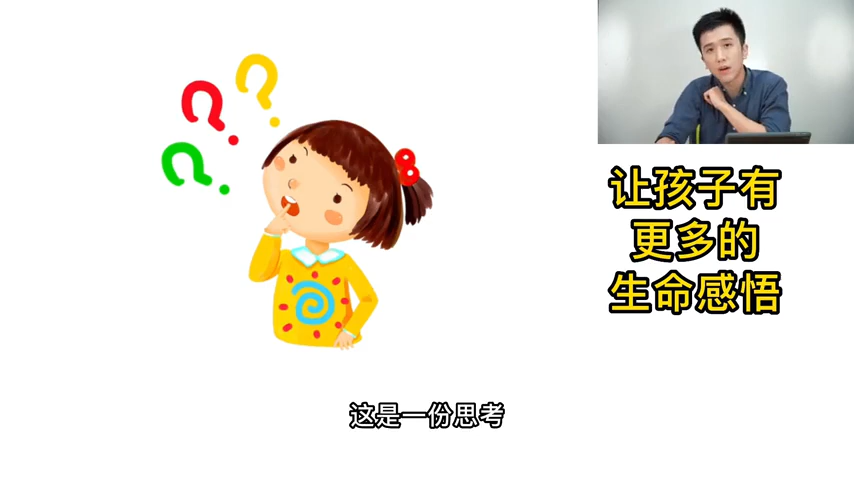 让孩子有
更多的
生命感悟
这是一份思考